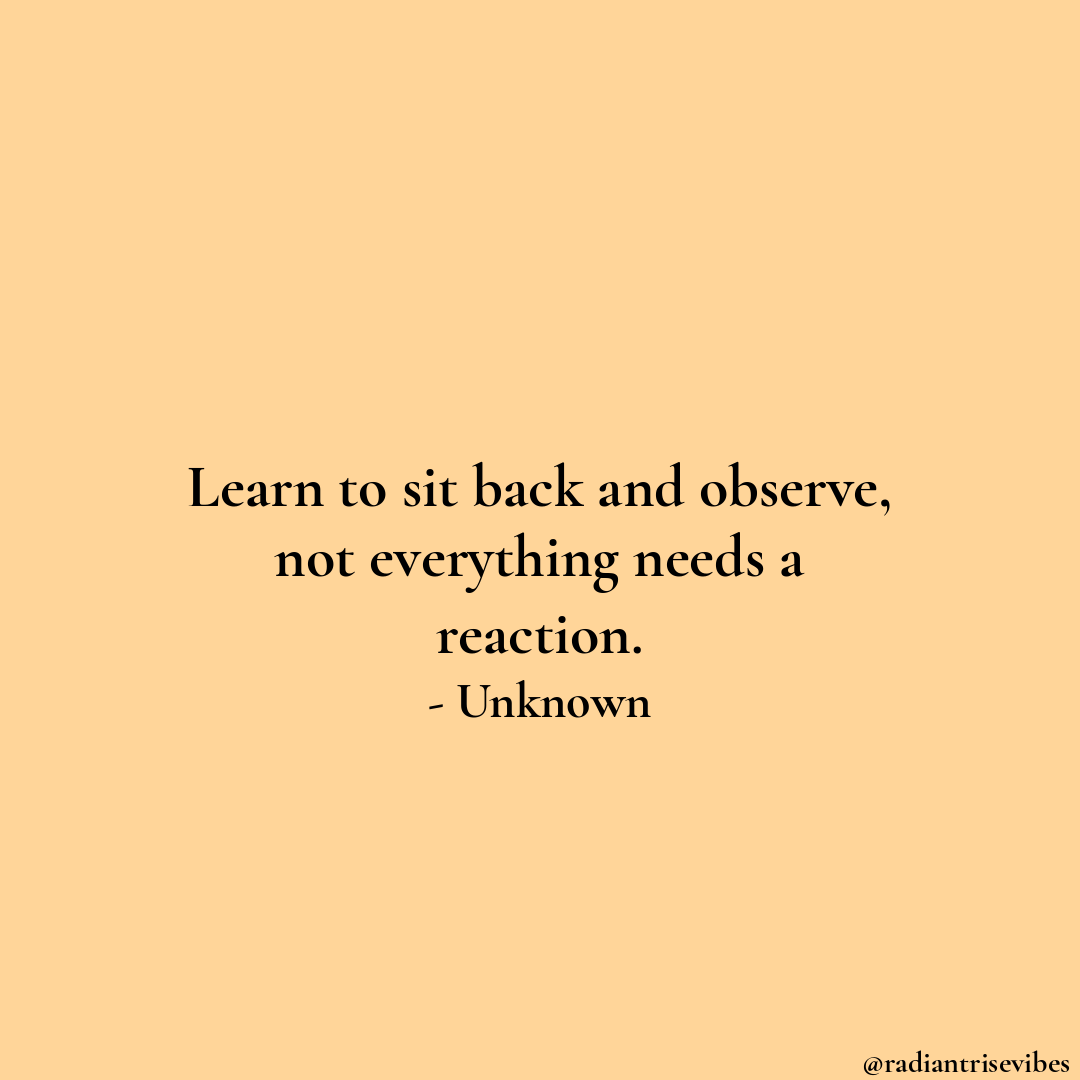 Learn to sit back and observe,
not everything needs a
reaction.
- Unknown
@radiantrisevibes